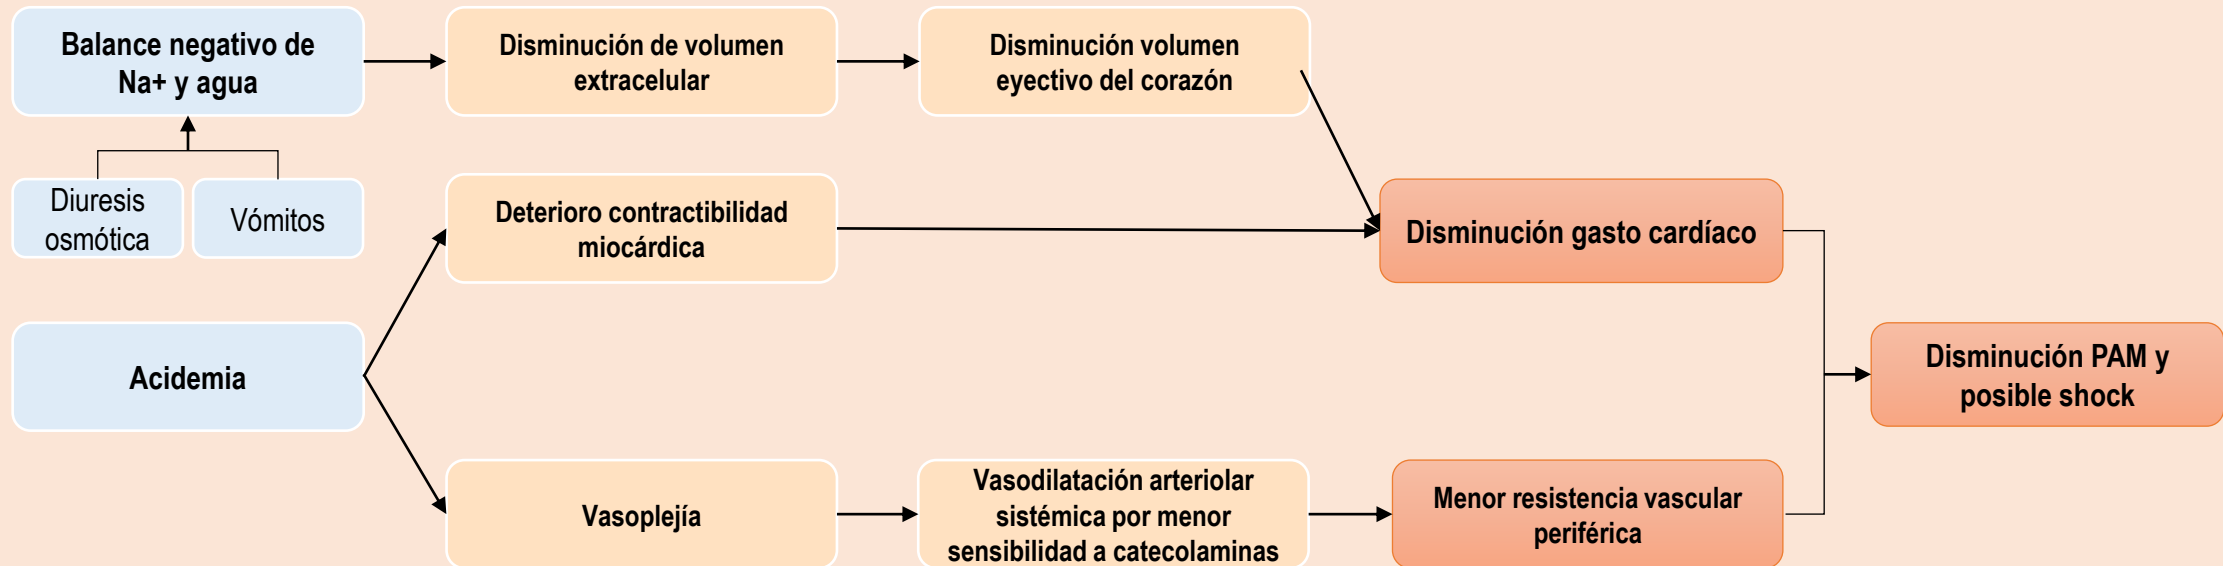 Balance negativo de
Na+ y agua
Disminución de volumen
extracelular
Disminución volumen
eyectivo del corazón
Diuresis
osmótica
Vómitos
Deterioro contractibilidad
miocárdica
Disminución gasto cardíaco
Acidemia
Disminución PAM y
posible shock
Vasoplejía
Vasodilatación arteriolar
sistémica por menor
sensibilidad a catecolaminas
Menor resistencia vascular
periférica